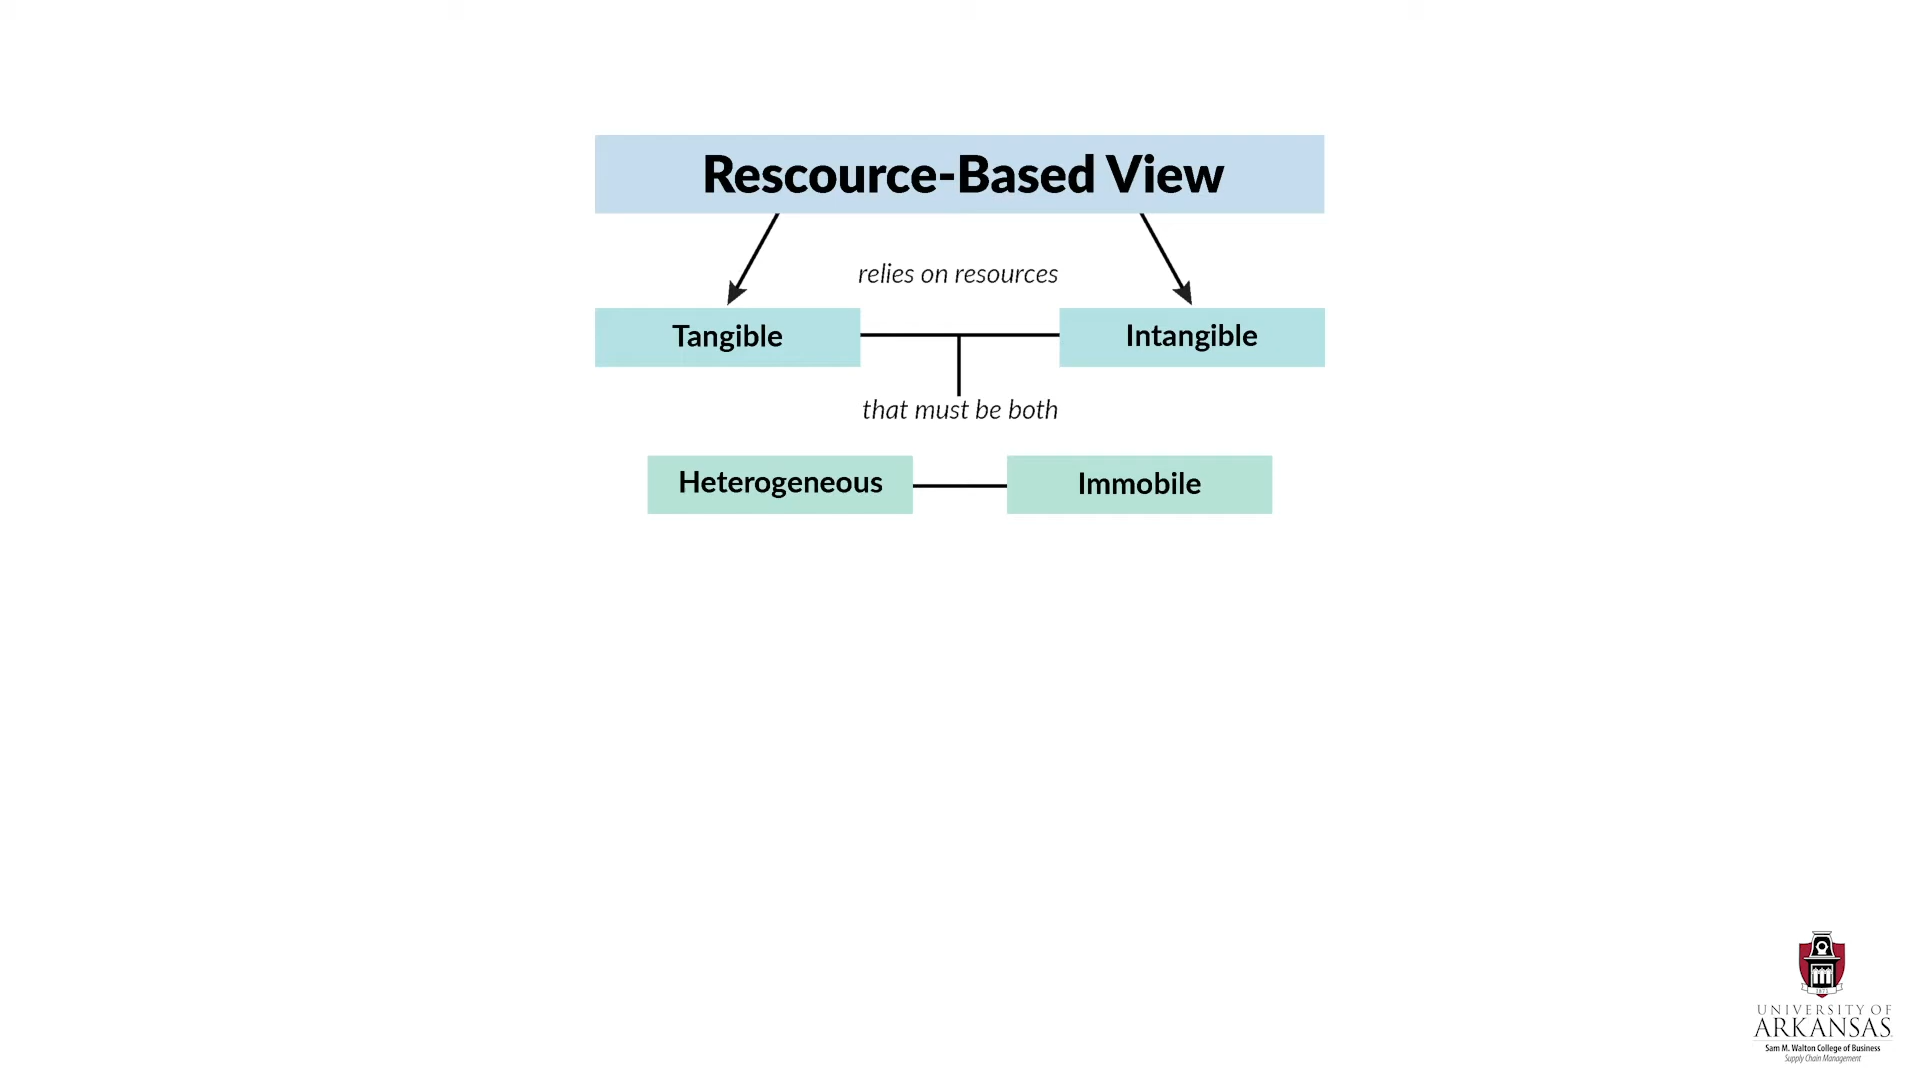 Rescource-Based View
relies on resources
Tangible
Intangible
that must be both
Heterogeneous
Immobile
1871
UNIVERSITY OF
ARKANSAS
Sam M. Walton College of Business
Supply Chain Management